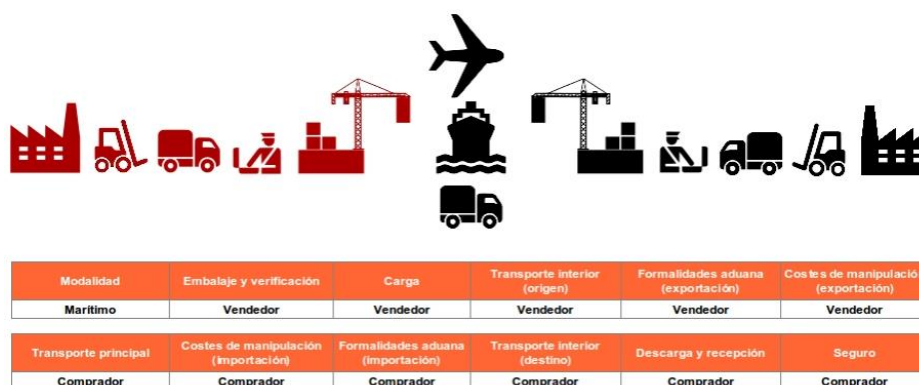 Modalidad Embalaje y verificación Carga Transporte interior (origen) Formalidades aduana (exportación) Costes de manipulació (exportación)
Marítimo Vendedor Vendedor Vendedor Vendedor Vendedor
Transporte principal Costes de manipulación (importación) Formalidades aduana (importación) Transporte interior (destino) Descarga y recepción Seguro
Comprador Comprador Comprador Comprador Comprador Comprador